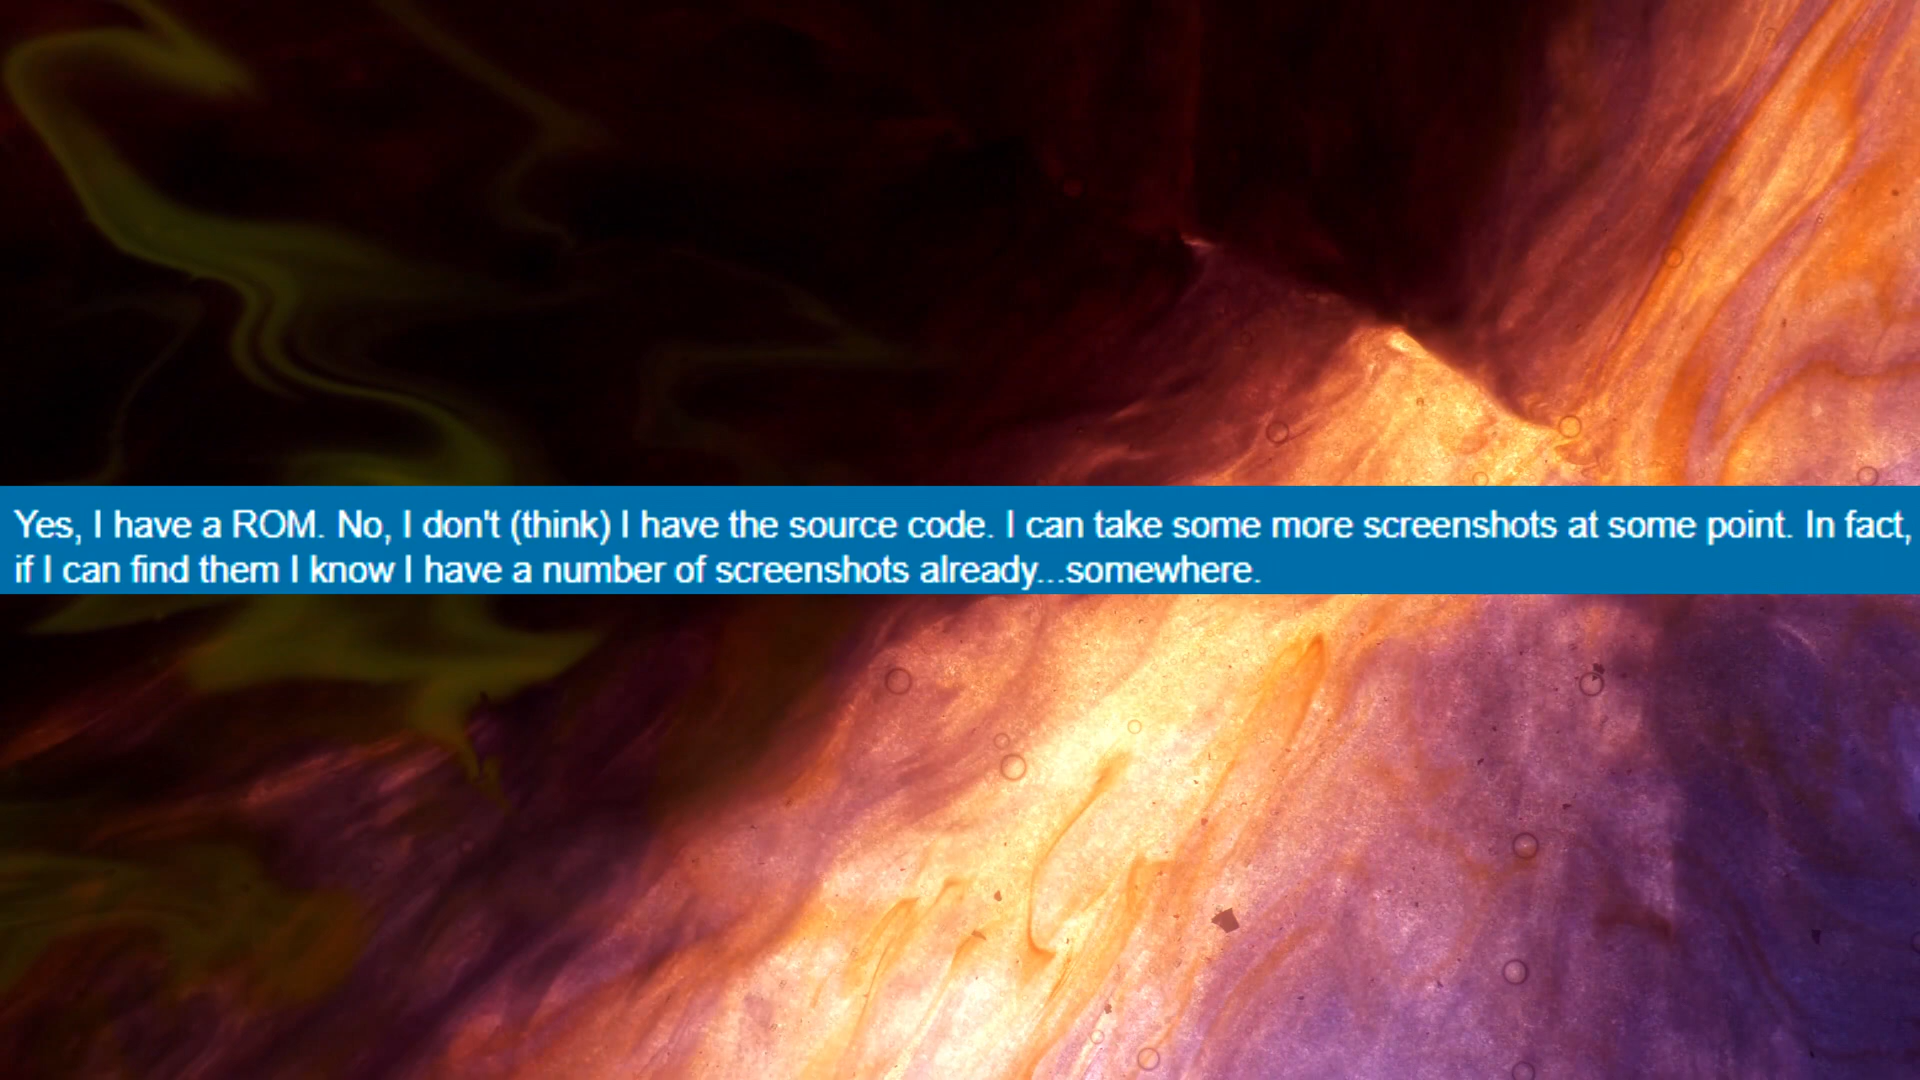 Yes, I have a ROM. No, I don't (think) I have the source code. I can take some more screenshots at some point. In fact,
if I can find them I know I have a number of screenshots already...somewhere.